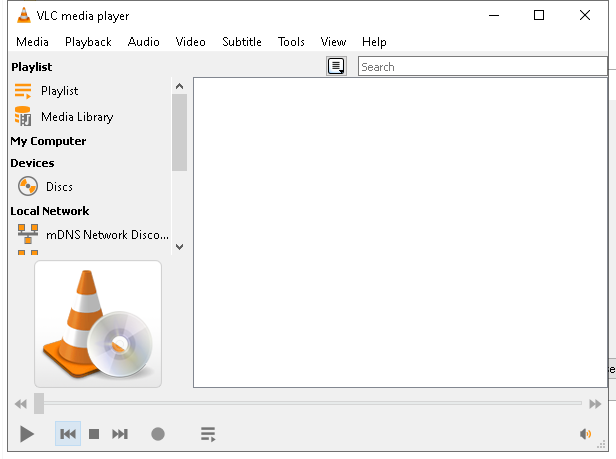 VLC media player
Media Playback Audio Video Subtitle Tools View Help
Playlist
Search
Playlist
Media Library
My Computer
Devices
Discs
Local Network
mDNS Network Disco...